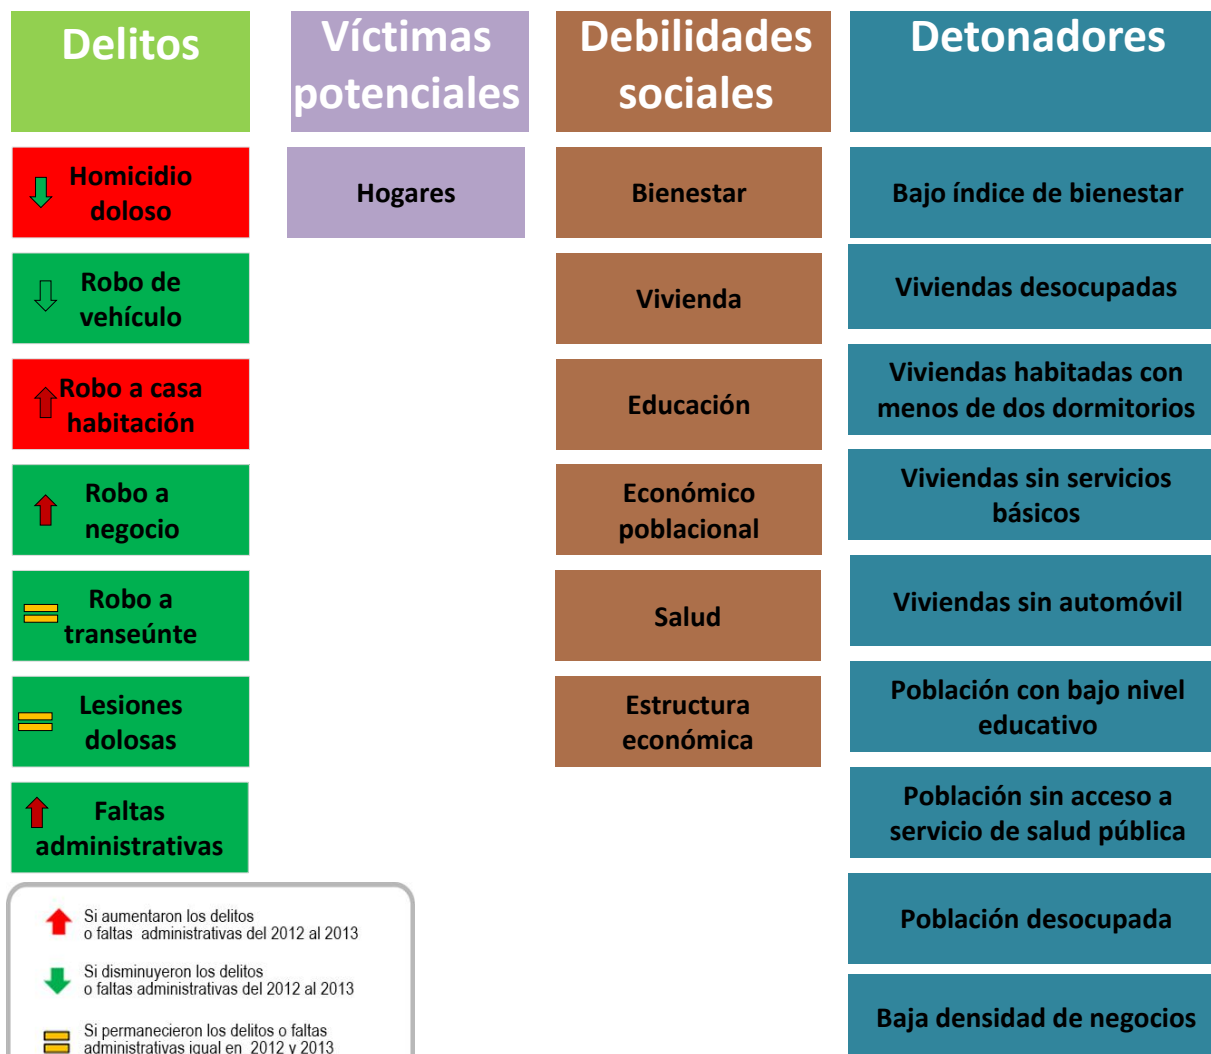 Delitos
Víctimas
potenciales
Debilidades
sociales
Detonadores
Homicidio
doloso
Robo de
vehículo
Robo a casa
habitación
Robo a
negocio
Robo a
transeúnte
Lesiones
dolosas
Faltas
administrativas
Hogares
Bienestar
Vivienda
Educación
Económico
poblacional
Salud
Estructura
económica
Bajo índice de bienestar
Viviendas desocupadas
Viviendas habitadas con
menos de dos dormitorios
Viviendas sin servicios
básicos
Viviendas sin automóvil
Población con bajo nivel
educativo
Población sin acceso a
servicio de salud pública
Población desocupada
Baja densidad de negocios
Si aumentaron los delitos
o faltas administrativas del 2012 al 2013
Si disminuyeron los delitos
o faltas administrativas del 2012 al 2013
Si permanecieron los delitos o faltas
administrativas igual en 2012 y 2013